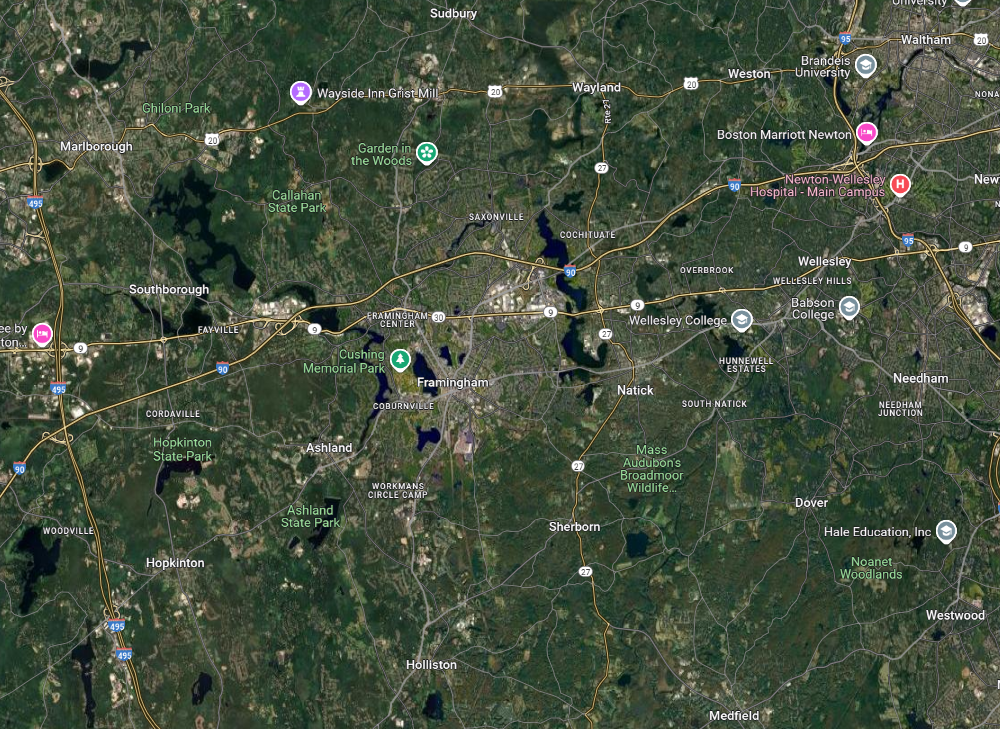 University
Sudbury
95
Waltham
20
Brandeis
University
Weston
20
Wayside Inn Grist Mill
20
Wayland
NONA
Chiloni Park
Rte 27
Boston Marriott Newton
20
Marlborough
Garden in
the Woods
27
Newton-Wellesley
Hospital - Main Campus
H
New
90
495
Callahan
State Park
SAXONVILLE
COCHITUATE
95
9
Wellesley
OVERBROOK
90
WELLESLEY HILLS
Southborough
9
Babson
College
9
30
FRAMINGHAM
CENTER
Wellesley College
FAYVILLE
9
ee by
ton...
27
9
Cushing
Memorial Park
HUNNEWELL
ESTATES
90
Framingham
Natick
Needham
495
COBURNVILLE
SOUTH NATICK
NEEDHAM
JUNCTION
CORDAVILLE
Hopkinton
State Park
Ashland
Mass
Audubon's
Broadmoor
Wildlife...
90
27
WORKMANS
CIRCLE CAMP
Dover
Ashland
State Park
Sherborn
WOODVILLE
Hale Education, Inc
Hopkinton
27
Noanet
Woodlands
495
Westwood
495
Holliston
Medfield